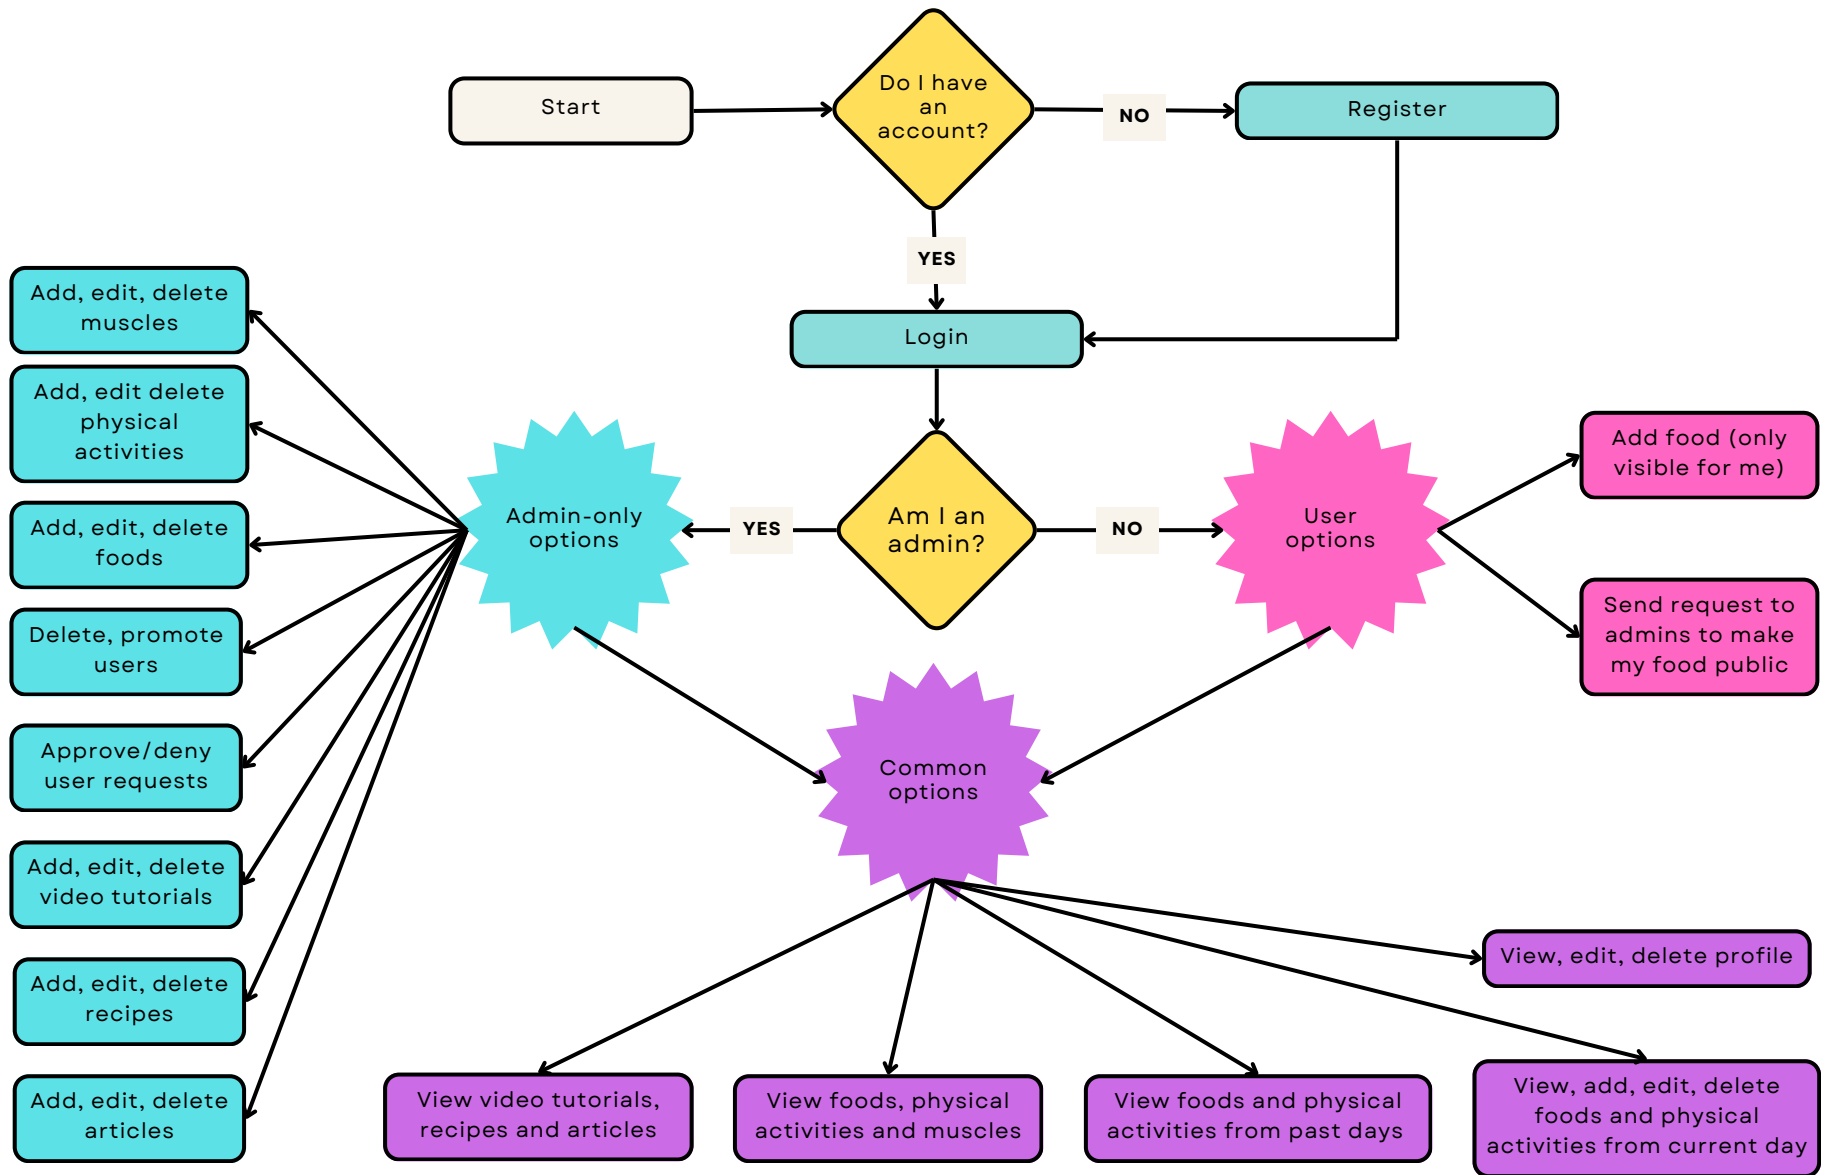 Start
Do I have
an
account?
NO
Register
YES
Login
Am I an
admin?
YES
NO
Admin-only
options
User
options
Add, edit, delete
muscles
Add, edit delete
physical
activities
Add, edit, delete
foods
Delete, promote
users
Approve/deny
user requests
Add, edit, delete
video tutorials
Add, edit, delete
recipes
Add, edit, delete
articles
Add food (only
visible for me)
Send request to
admins to make
my food public
Common
options
View, edit, delete profile
View video tutorials,
recipes and articles
View foods, physical
activities and muscles
View foods and physical
activities from past days
View, add, edit, delete
foods and physical
activities from current day